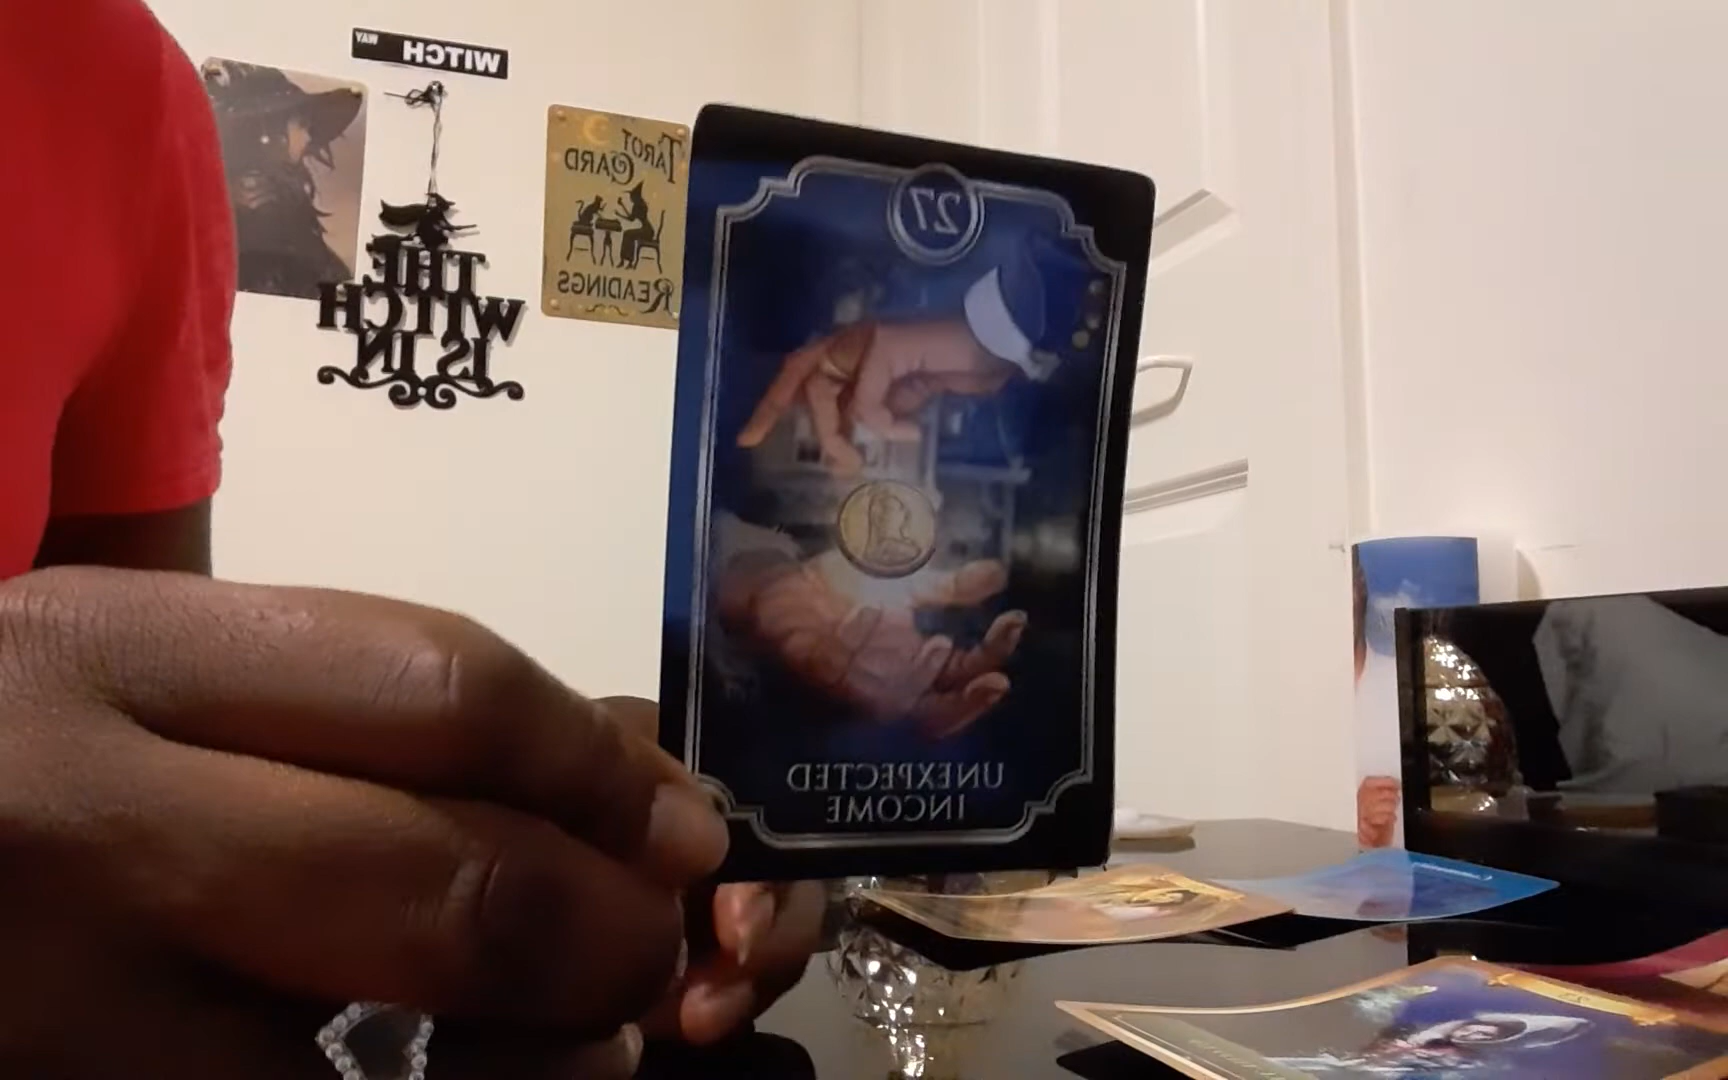 WITCH WAY
TAROT
CARD
READINGS
THE
WITCH
IS IN
27
UNEXPECTED
INCOME